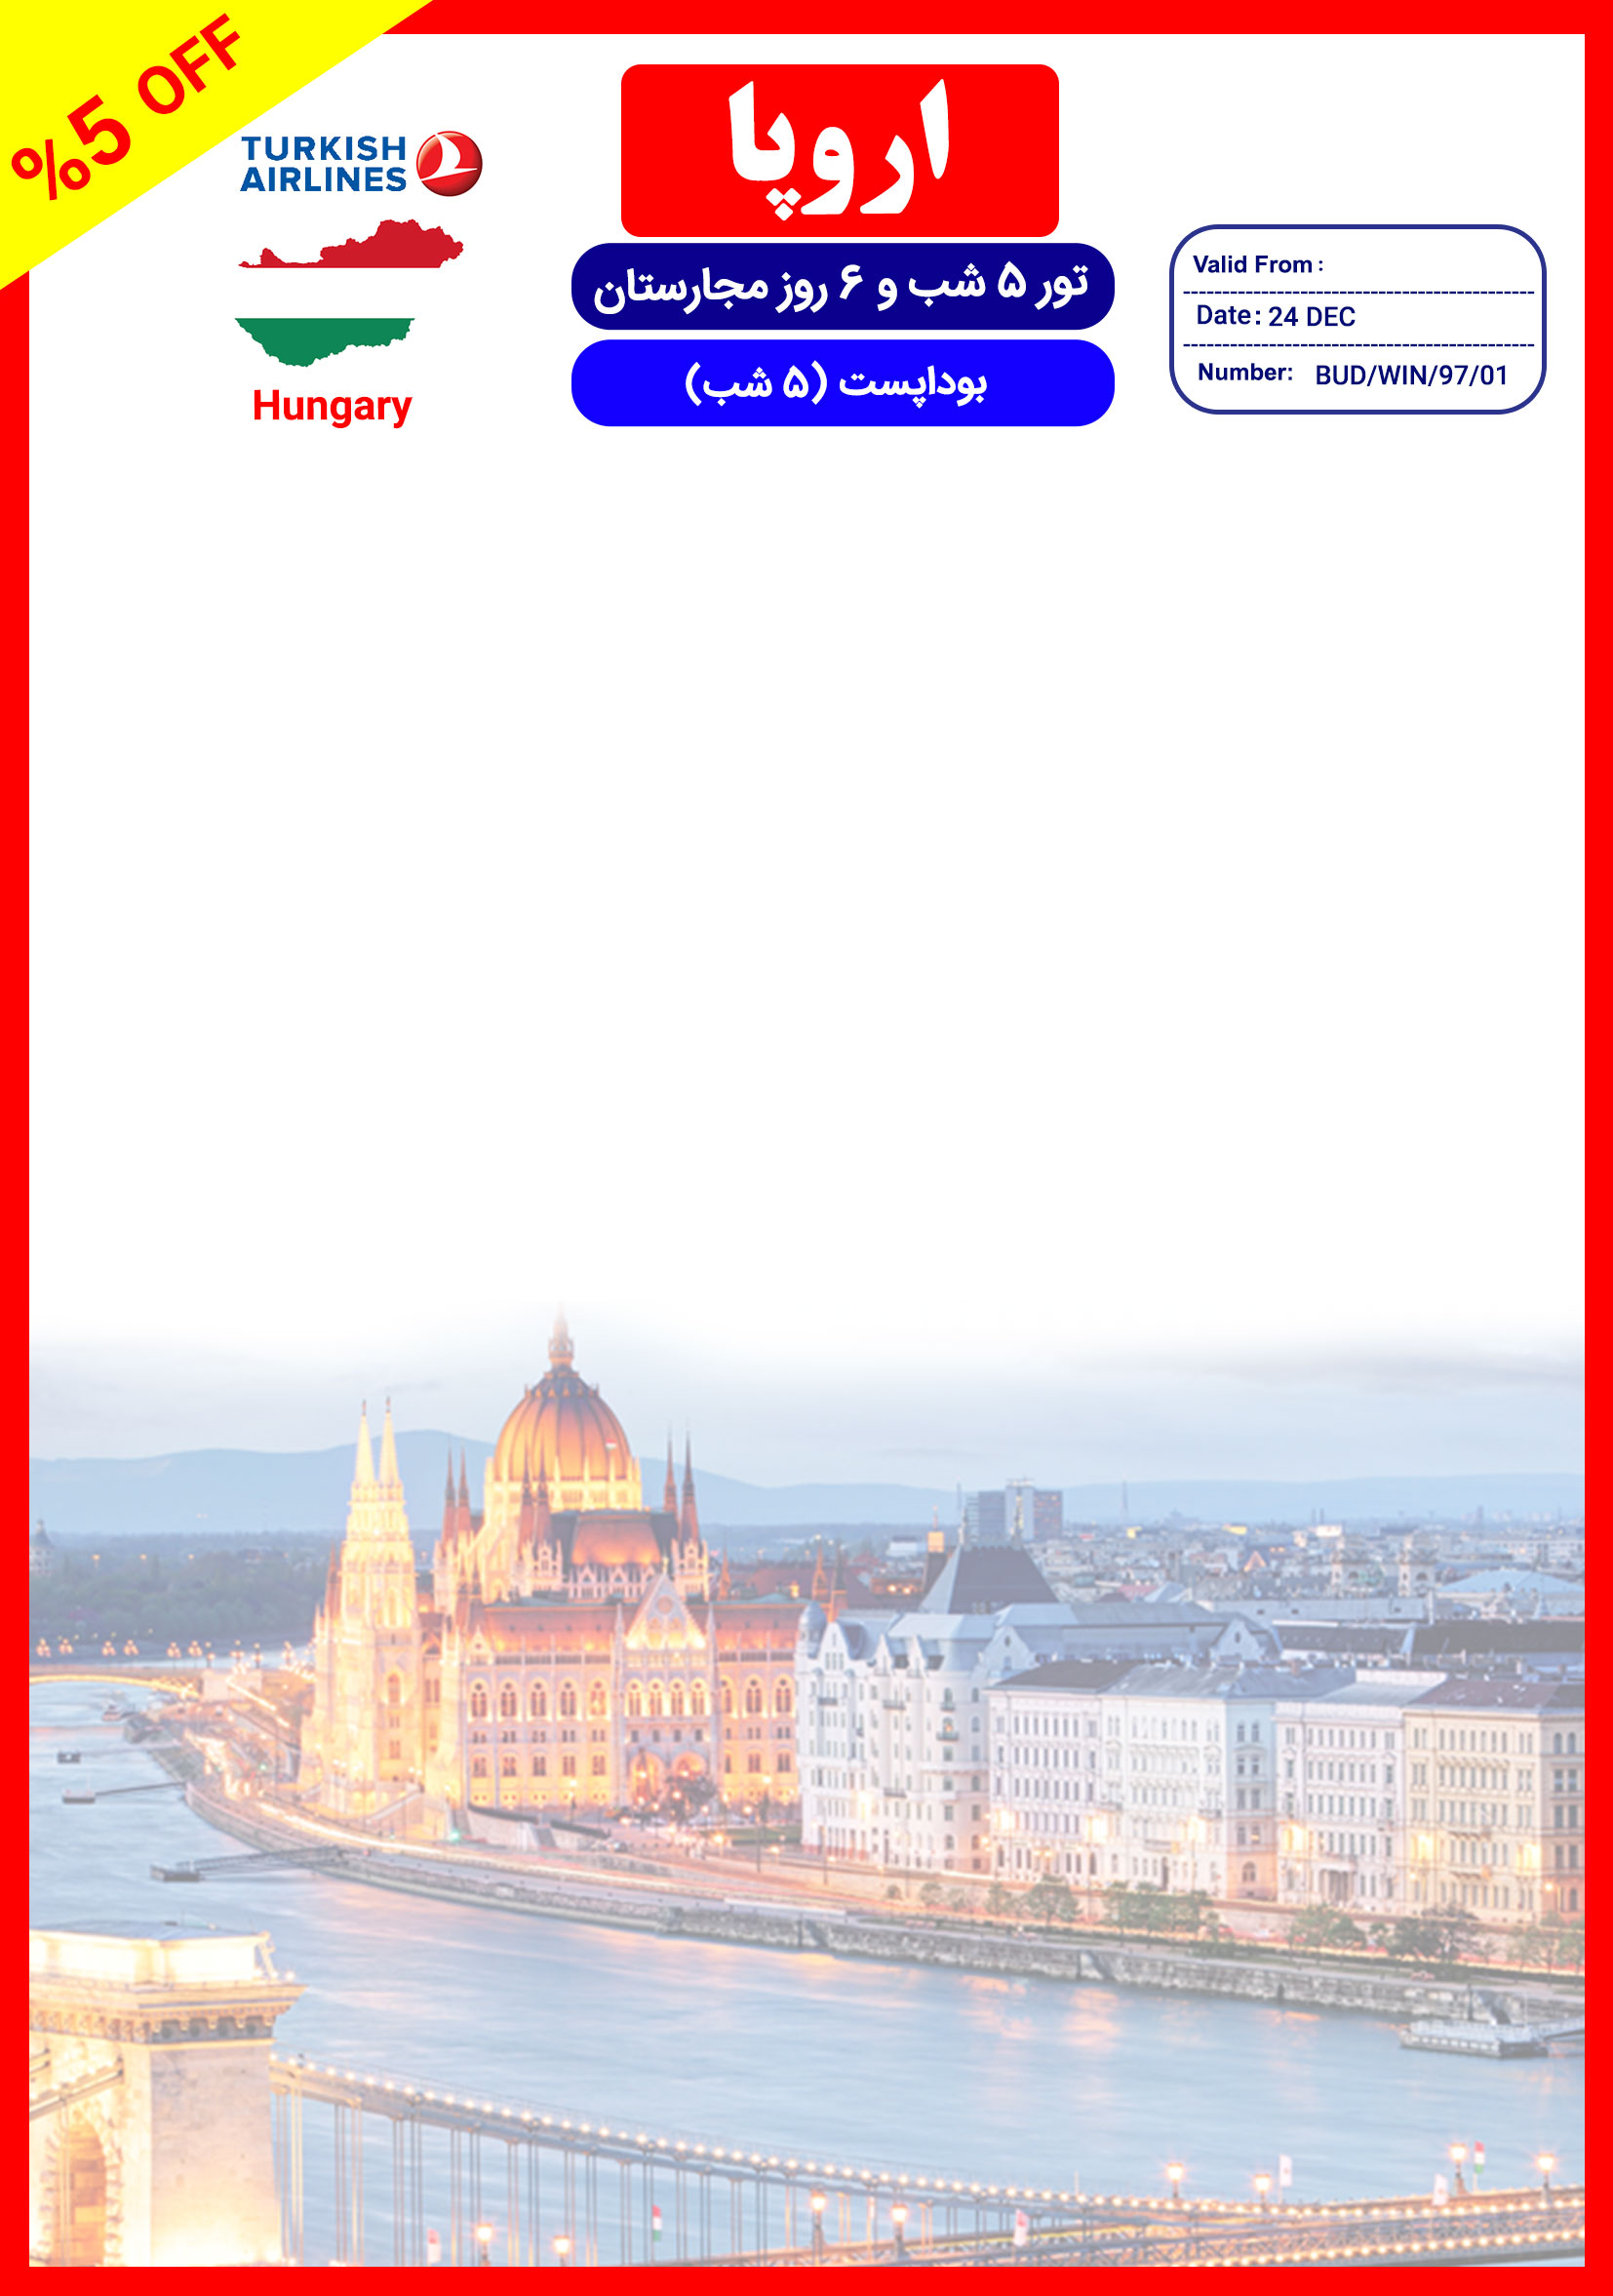 %5 OFF
TURKISH
AIRLINES
Hungary
اروپا
تور ۵ شب و ۶ روز مجارستان
بوداپست (۵ شب)
Valid From :
Date: 24 DEC
Number: BUD/WIN/97/01